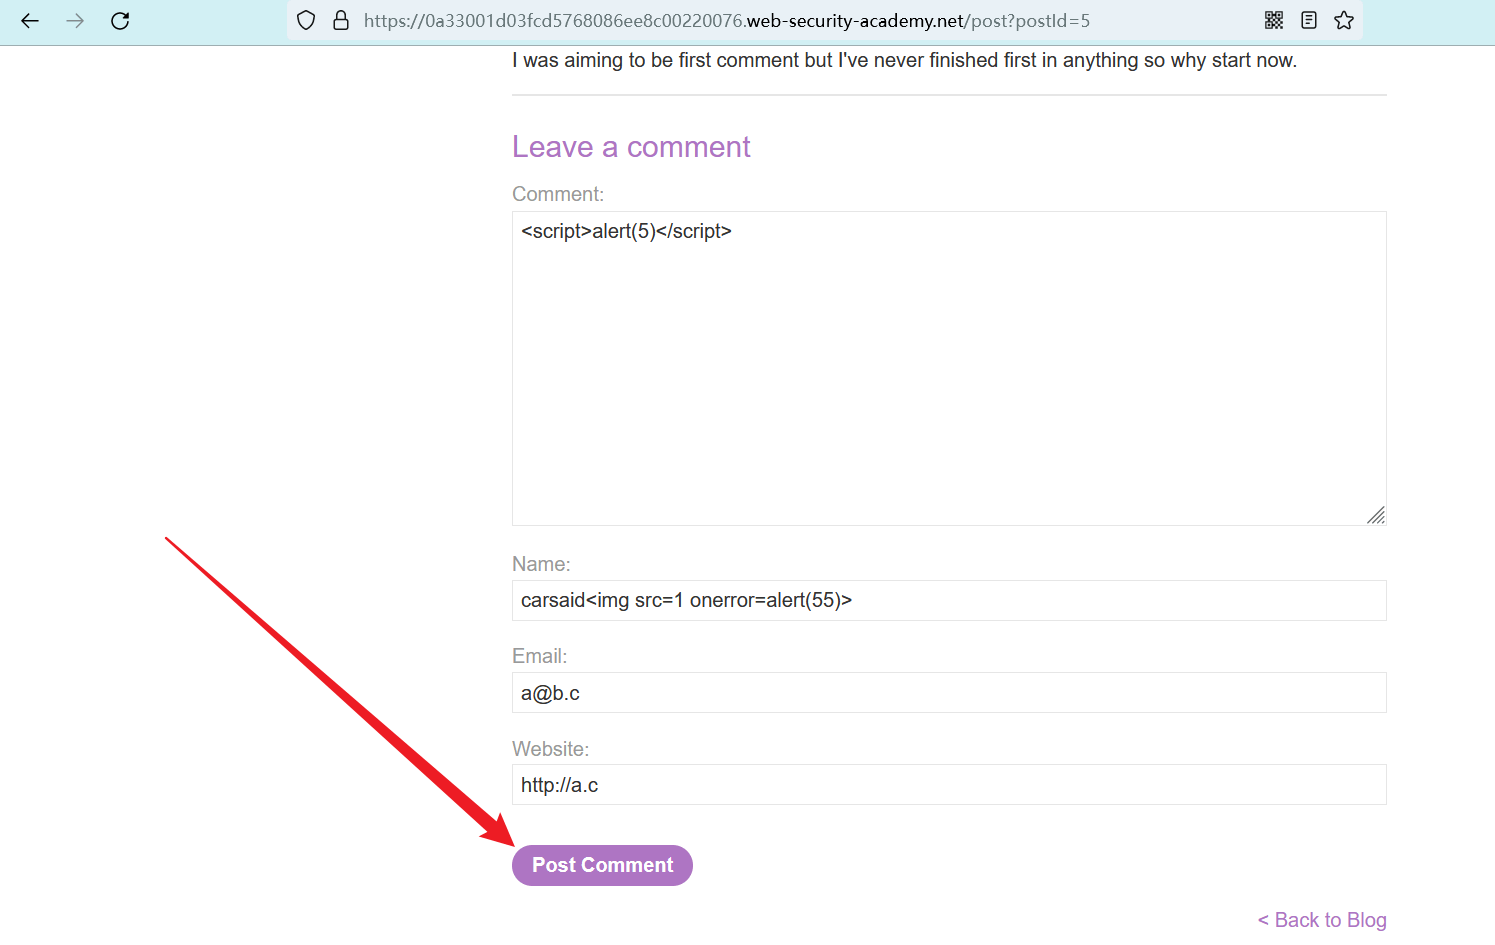 https://0a33001d03fcd5768086ee8c00220076.web-security-academy.net/post?postId=5
I was aiming to be first comment but I've never finished first in anything so why start now.
Leave a comment
Comment:
<script>alert(5)</script>
Name:
carsaid<img src=1 onerror=alert(55)>
Email:
a@b.c
Website:
http://a.c
Post Comment
< Back to Blog